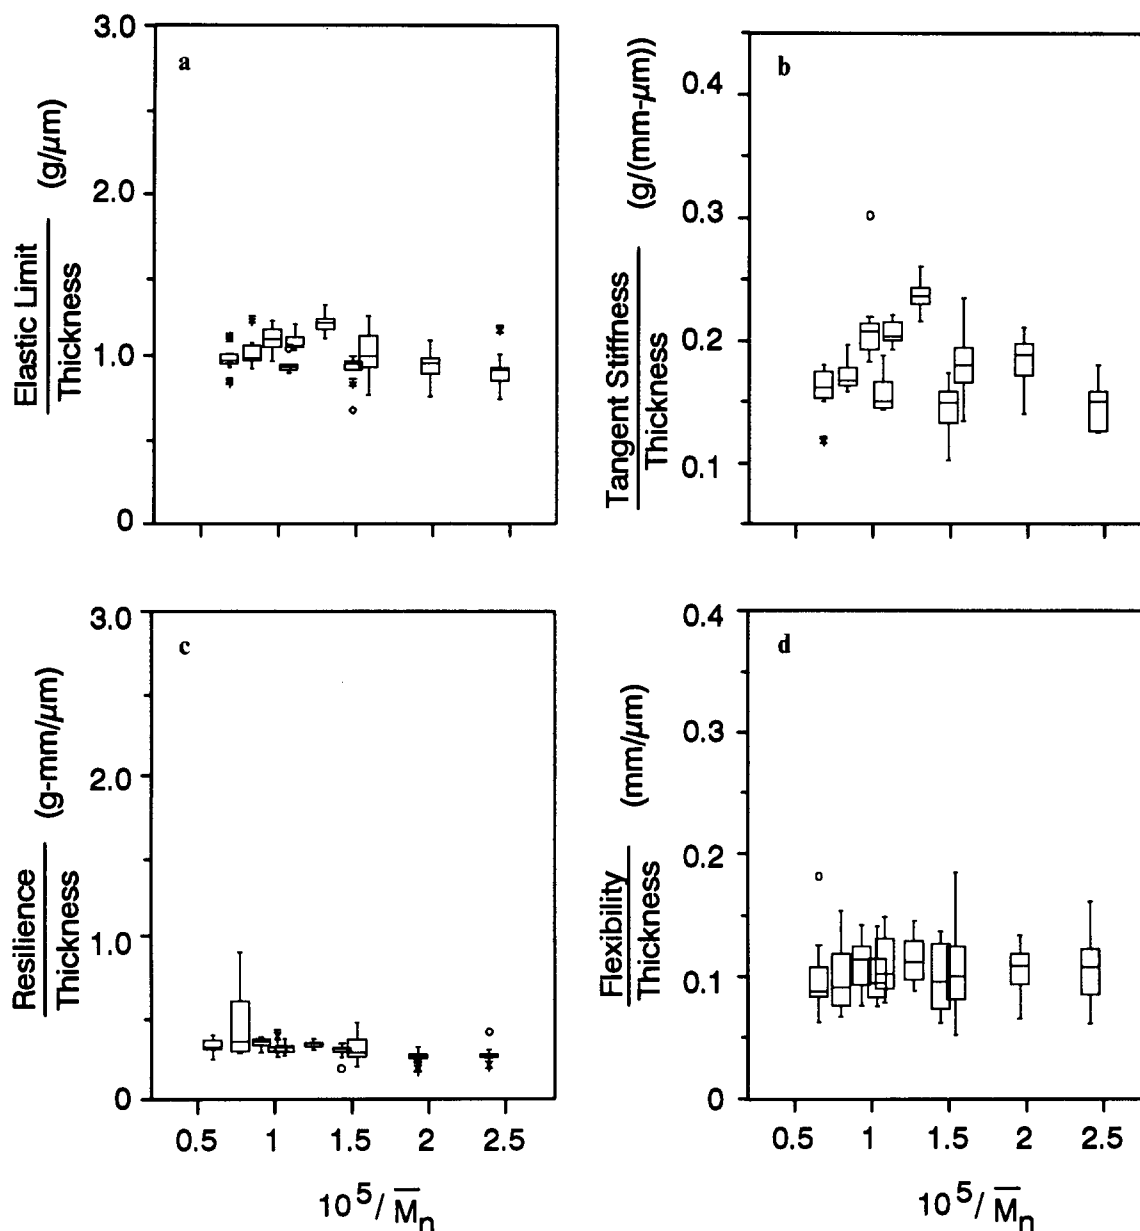 a
3.0
2.0
1.0
0
Elastic Limit
Thickness
(g/μm)
b
0.4
0.3
0.2
0.1
Tangent Stiffness
Thickness
(g/(mm-μm))
c
3.0
2.0
1.0
0
Resilience
Thickness
(g-mm/μm)
0.5 1 1.5 2 2.5
10^5/ M̅n
d
0.4
0.3
0.2
0.1
0
Flexibility
Thickness
(mm/μm)
0.5 1 1.5 2 2.5
10^5/ M̅n